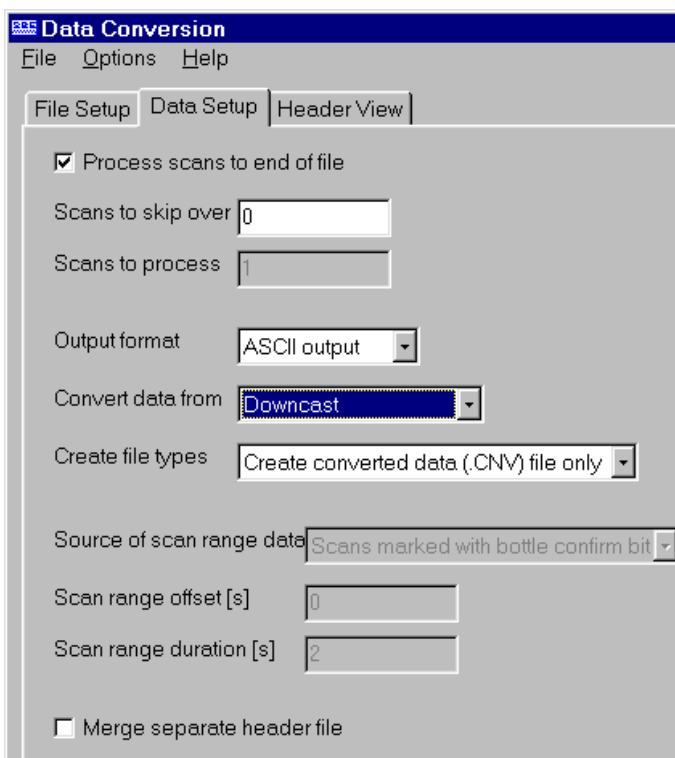 SBE Data Conversion
File Options Help
File Setup Data Setup Header View
Process scans to end of file
Scans to skip over 0
Scans to process 1
Output format ASCII output
Convert data from Downcast
Create file types Create converted data (.CNV) file only
Source of scan range data Scans marked with bottle confirm bit
Scan range offset [s] 0
Scan range duration [s] 2
Merge separate header file